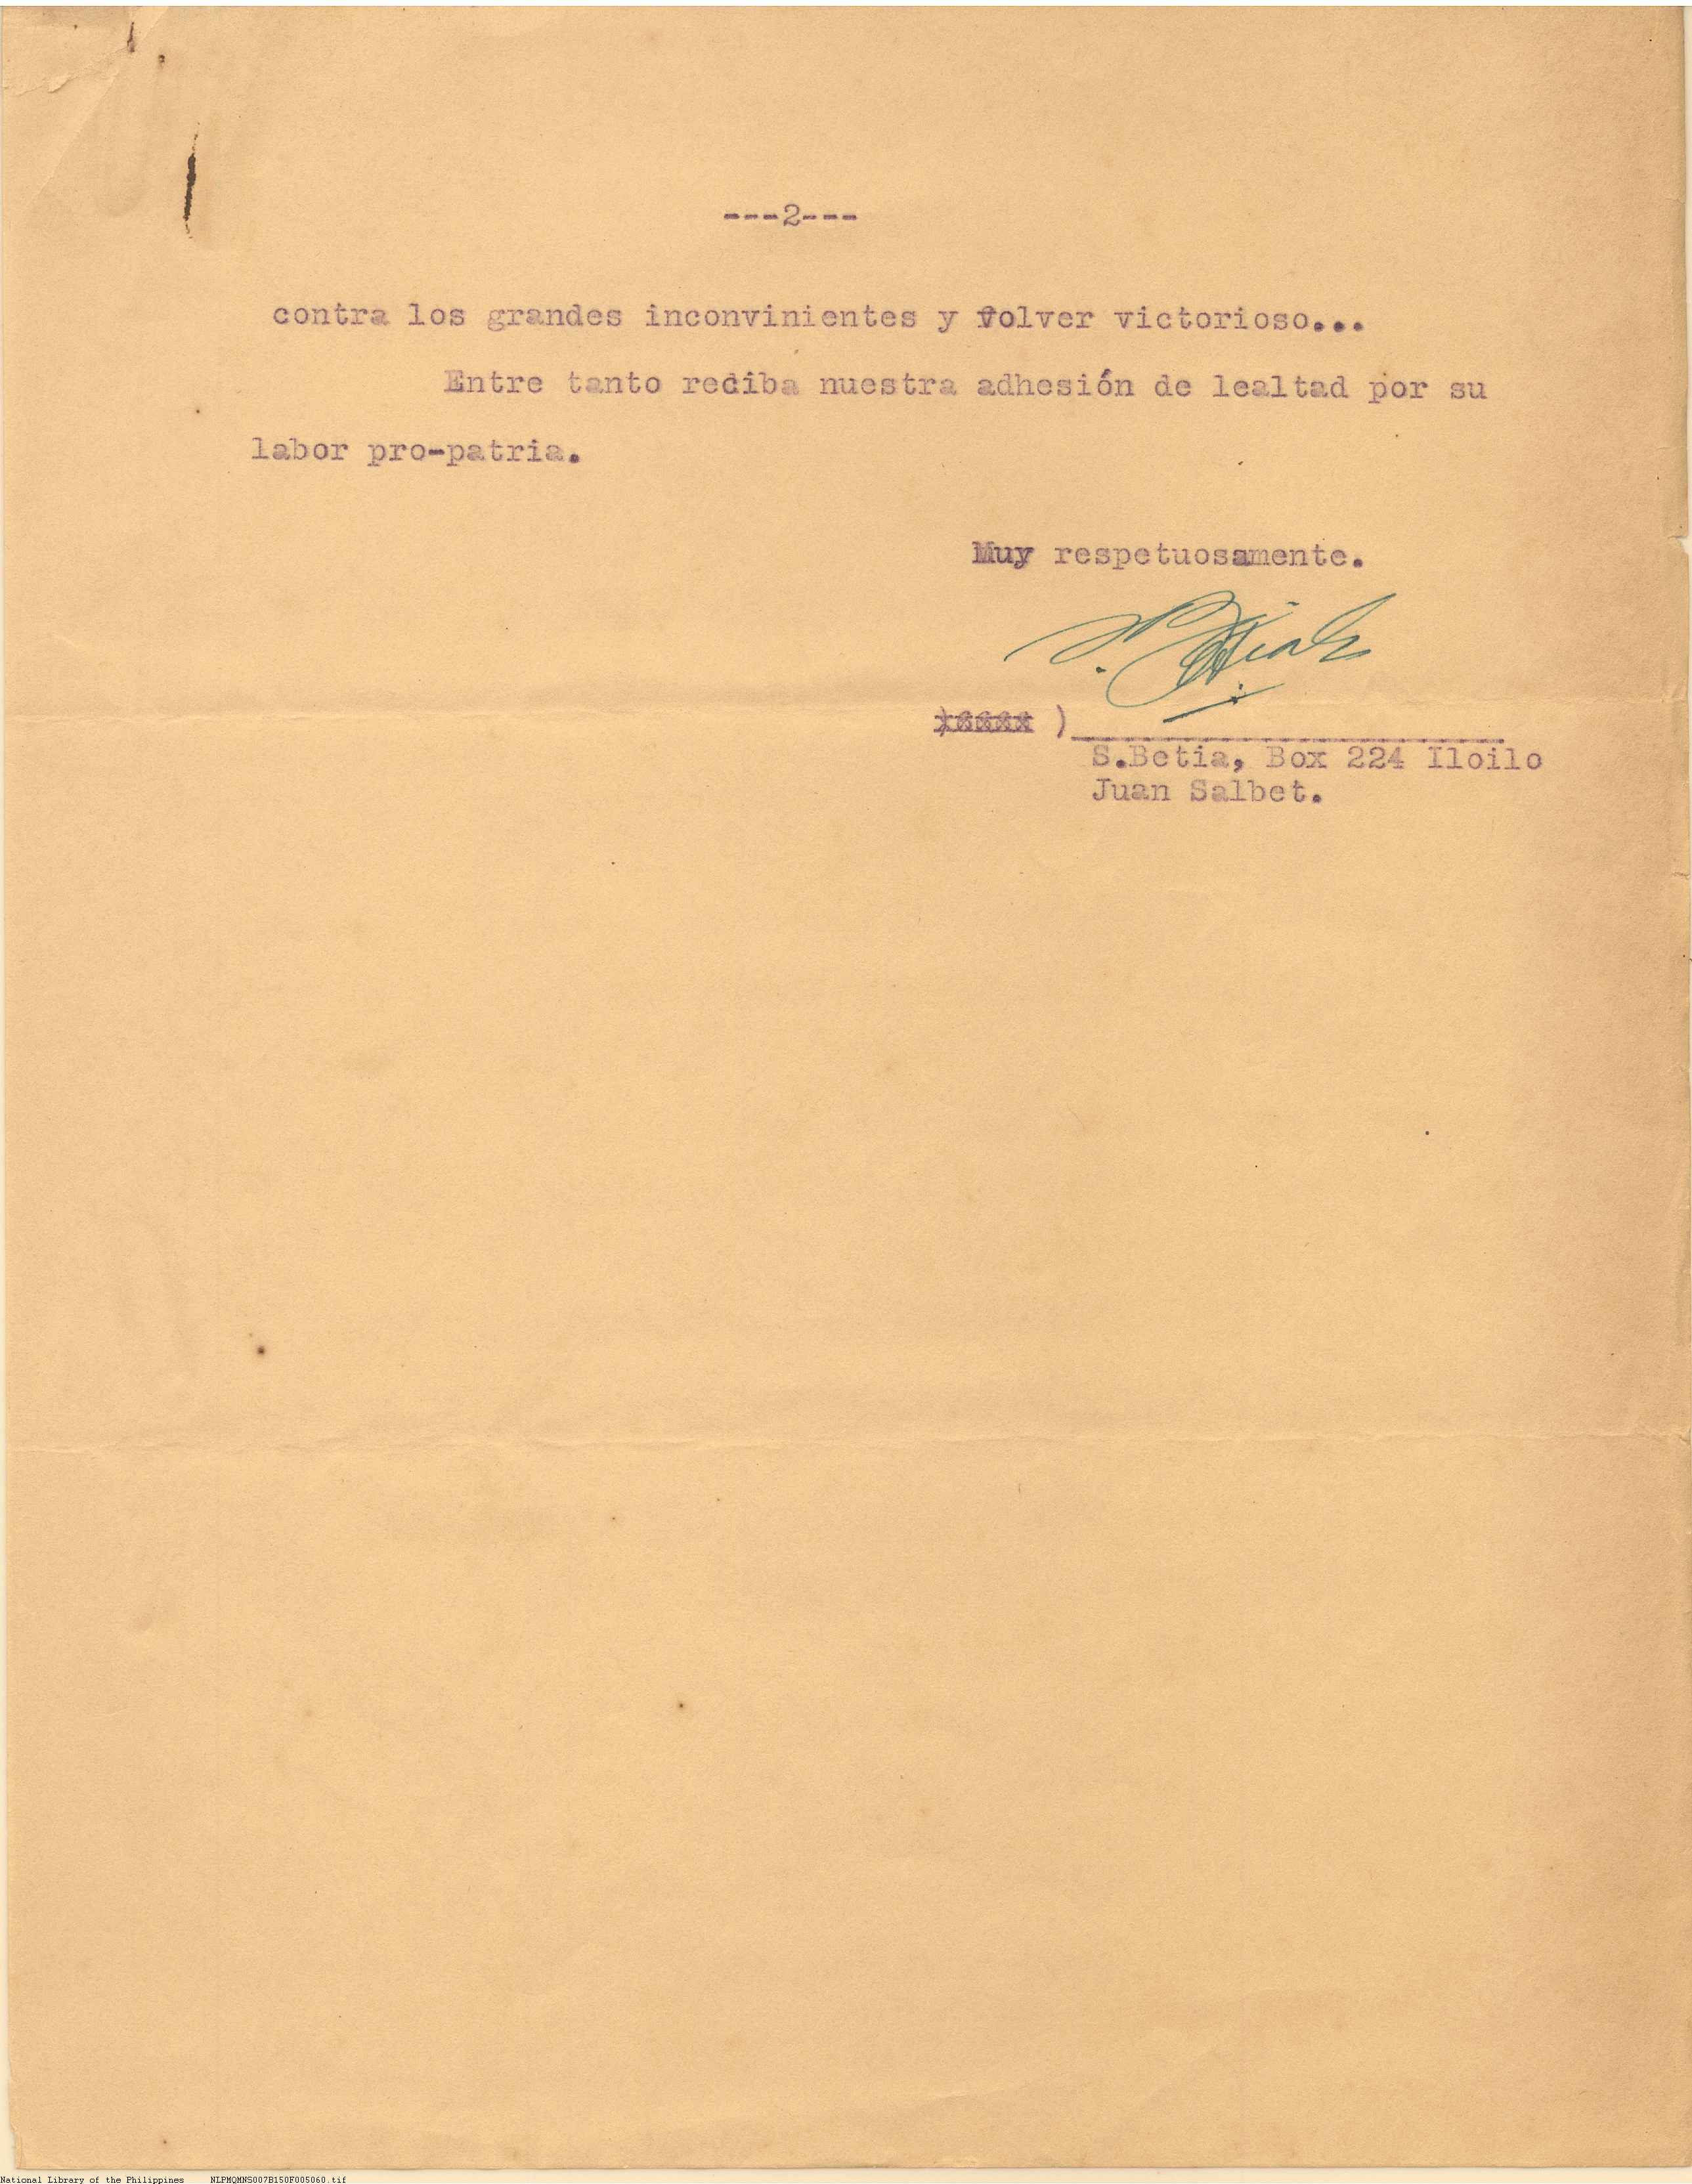 ---2---
contra los grandes inconvinientes y volver victorioso...
Entre tanto reciba nuestra adhesión de lealtad por su
labor pro-patria.
Muy respetuosamente.
)
S.Betia, Box 224 Iloilo
Juan Salbet.
National Library of the Philippines NLPMQMNS007B150F005060.tif